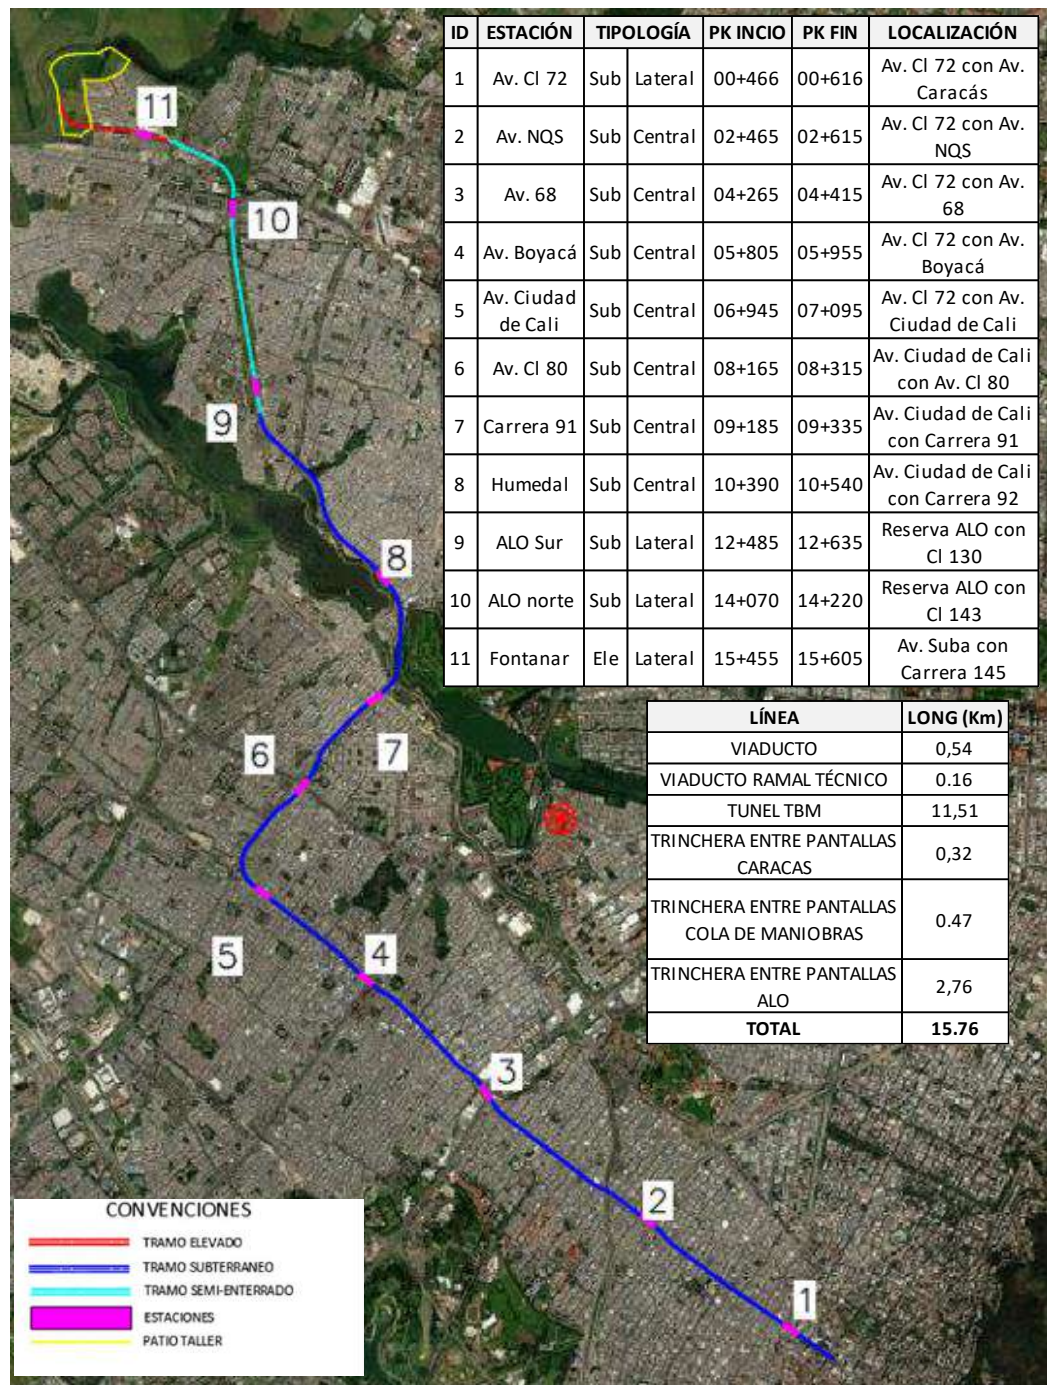 ID ESTACIÓN TIPOLOGÍA PK INCIO PK FIN LOCALIZACIÓN
1 Av. Cl 72 Sub Lateral 00+466 00+616 Av. Cl 72 con Av.
Caracás
2 Av. NQS Sub Central 02+465 02+615 Av. Cl 72 con Av.
NQS
3 Av. 68 Sub Central 04+265 04+415 Av. Cl 72 con Av.
68
4 Av. Boyacá Sub Central 05+805 05+955 Av. Cl 72 con Av.
Boyacá
5 Av. Ciudad
de Cali Sub Central 06+945 07+095 Av. Cl 72 con Av.
Ciudad de Cali
6 Av. Cl 80 Sub Central 08+165 08+315 Av. Ciudad de Cali
con Av. Cl 80
7 Carrera 91 Sub Central 09+185 09+335 Av. Ciudad de Cali
con Carrera 91
8 Humedal Sub Central 10+390 10+540 Av. Ciudad de Cali
con Carrera 92
9 ALO Sur Sub Lateral 12+485 12+635 Reserva ALO con
Cl 130
10 ALO norte Sub Lateral 14+070 14+220 Reserva ALO con
Cl 143
11 Fontanar Ele Lateral 15+455 15+605 Av. Suba con
Carrera 145
LÍNEA LONG (Km)
VIADUCTO 0,54
VIADUCTO RAMAL TÉCNICO 0.16
TUNEL TBM 11,51
TRINCHERA ENTRE PANTALLAS
CARACAS 0,32
TRINCHERA ENTRE PANTALLAS
COLA DE MANIOBRAS 0.47
TRINCHERA ENTRE PANTALLAS
ALO 2,76
TOTAL 15.76
11
10
9
8
7
6
5
4
3
2
1
CONVENCIONES
TRAMO ELEVADO
TRAMO SUBTERRANEO
TRAMO SEMI-ENTERRADO
ESTACIONES
PATIO TALLER